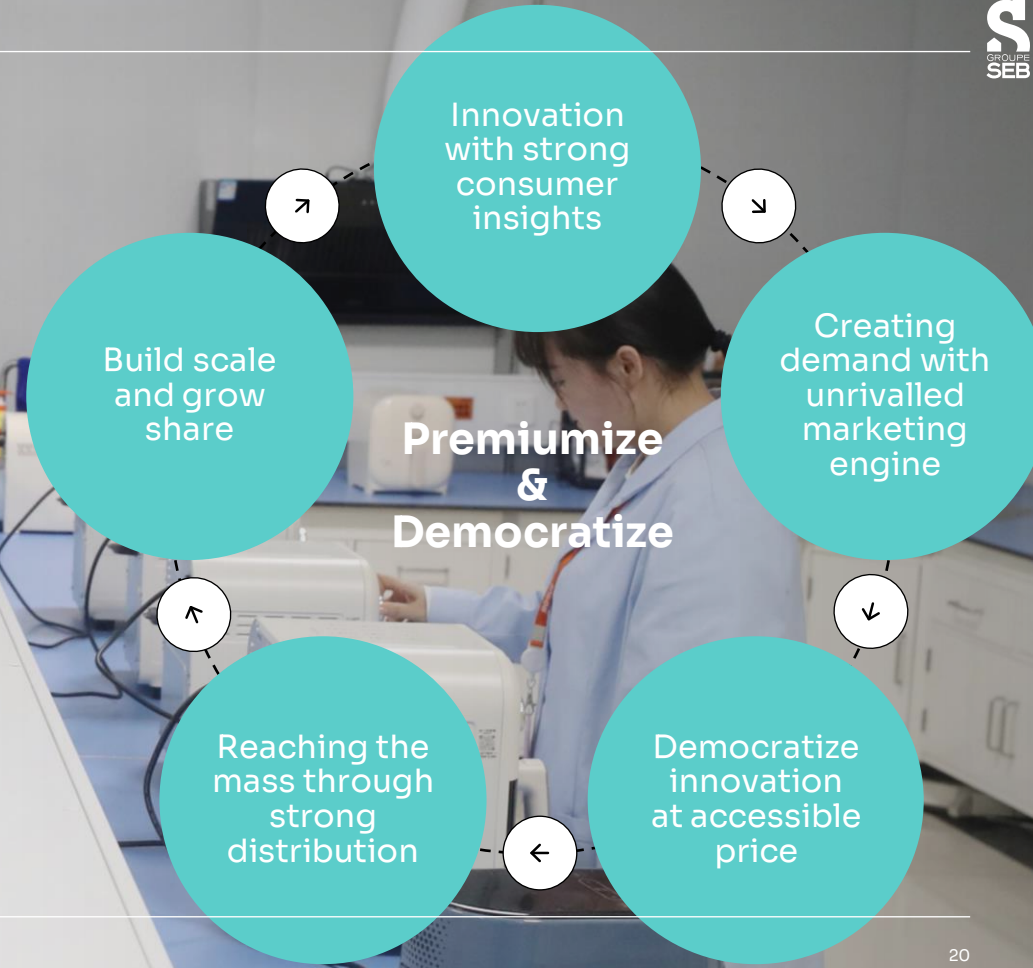 GROUPE
SEB
Innovation
with strong
consumer
insights
Creating
demand with
unrivalled
marketing
engine
Build scale
and grow
share
Premiumize
&
Democratize
Democratize
innovation
at accessible
price
Reaching the
mass through
strong
distribution
20